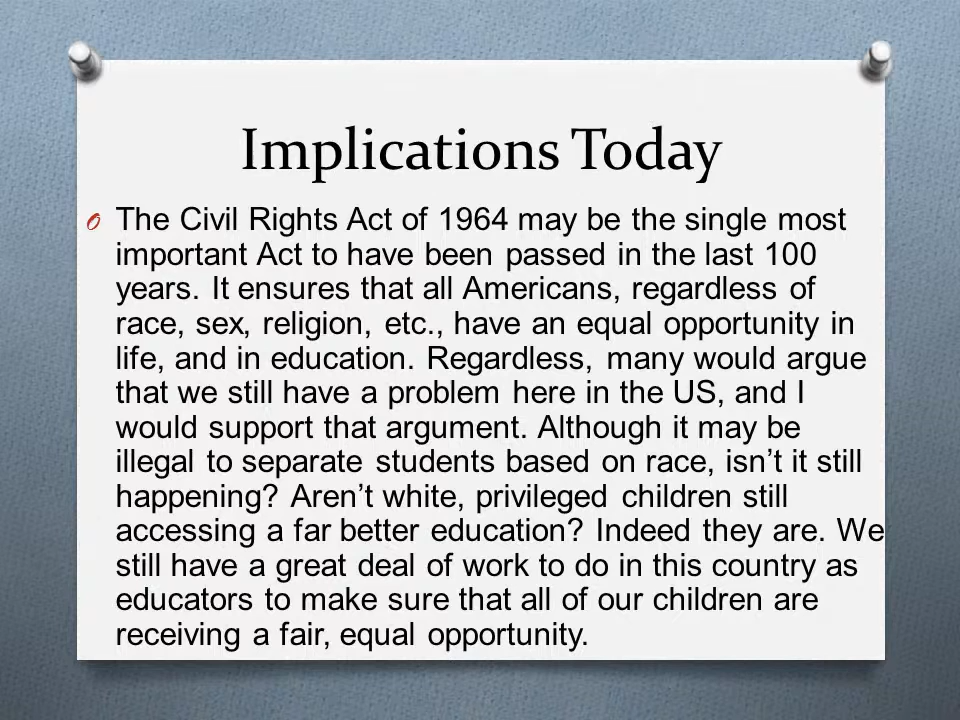 Implications Today
The Civil Rights Act of 1964 may be the single most
important Act to have been passed in the last 100
years. It ensures that all Americans, regardless of
race, sex, religion, etc., have an equal opportunity in
life, and in education. Regardless, many would argue
that we still have a problem here in the US, and I
would support that argument. Although it may be
illegal to separate students based on race, isn’t it still
happening? Aren’t white, privileged children still
accessing a far better education? Indeed they are. We
still have a great deal of work to do in this country as
educators to make sure that all of our children are
receiving a fair, equal opportunity.